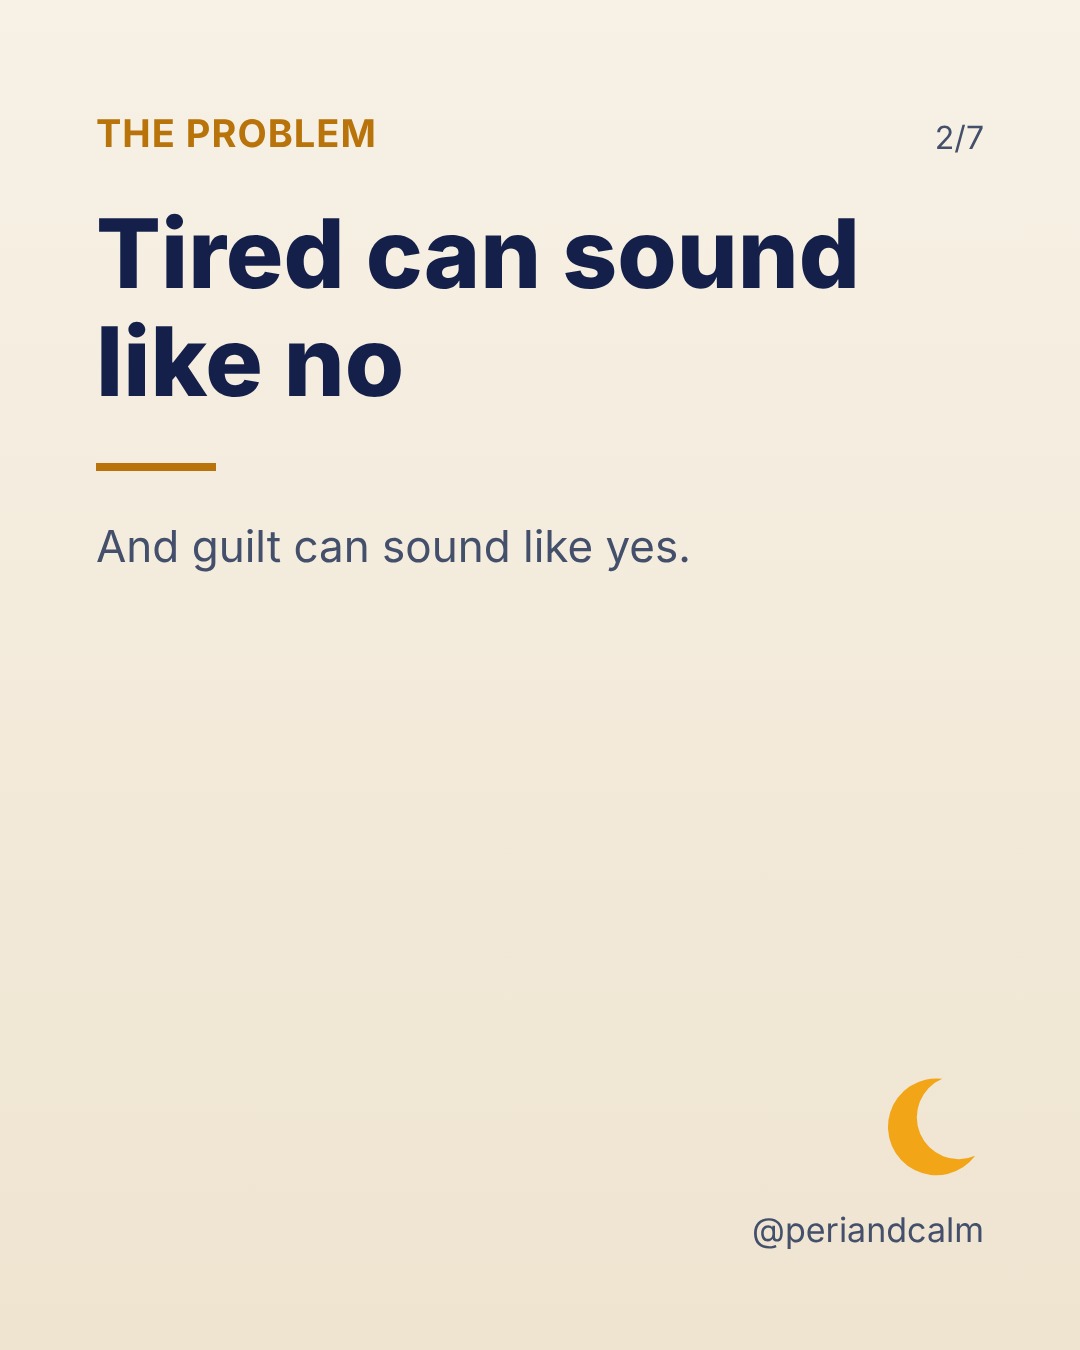 THE PROBLEM
2/7
Tired can sound
like no
And guilt can sound like yes.
@periandcalm